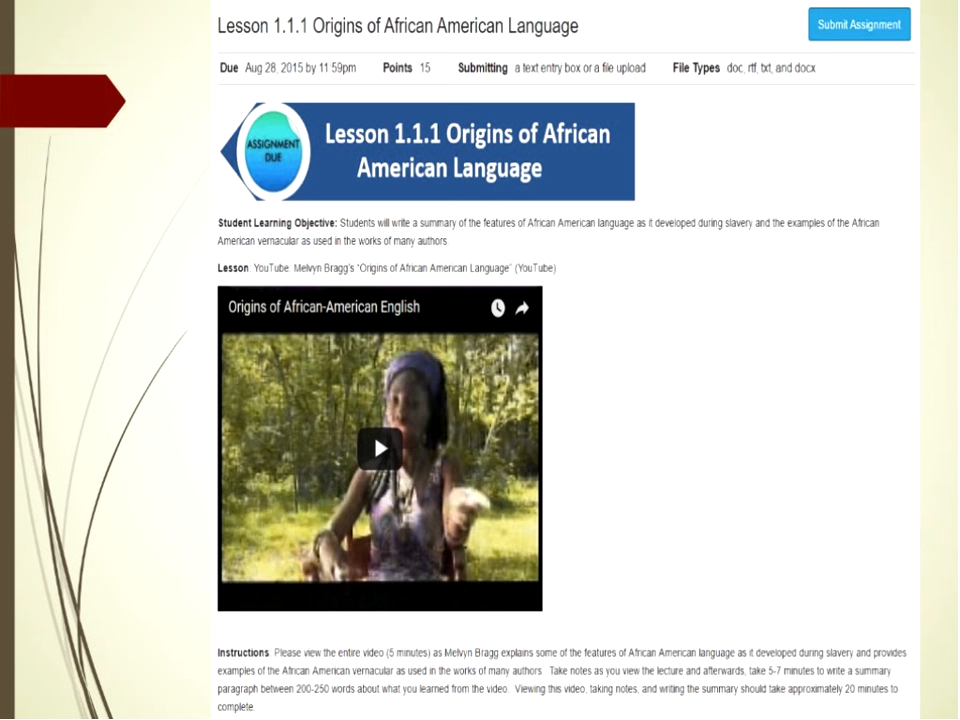 Lesson 1.1.1 Origins of African American Language
Submit Assignment
Due Aug 28, 2015 by 11:59pm Points 15 Submitting a text entry box or a file upload File Types doc, rtf, txt, and docx
ASSIGNMENT
DUE
Lesson 1.1.1 Origins of African
American Language
Student Learning Objective: Students will write a summary of the features of African American language as it developed during slavery and the examples of the African
American vernacular as used in the works of many authors.
Lesson: YouTube: Melvyn Bragg's "Origins of African American Language" (YouTube)
Origins of African-American English
Instructions: Please view the entire video (5 minutes) as Melvyn Bragg explains some of the features of African American language as it developed during slavery and provides
examples of the African American vernacular as used in the works of many authors. Take notes as you view the lecture and afterwards, take 5-7 minutes to write a summary
paragraph between 200-250 words about what you learned from the video. Viewing this video, taking notes, and writing the summary should take approximately 20 minutes to
complete.